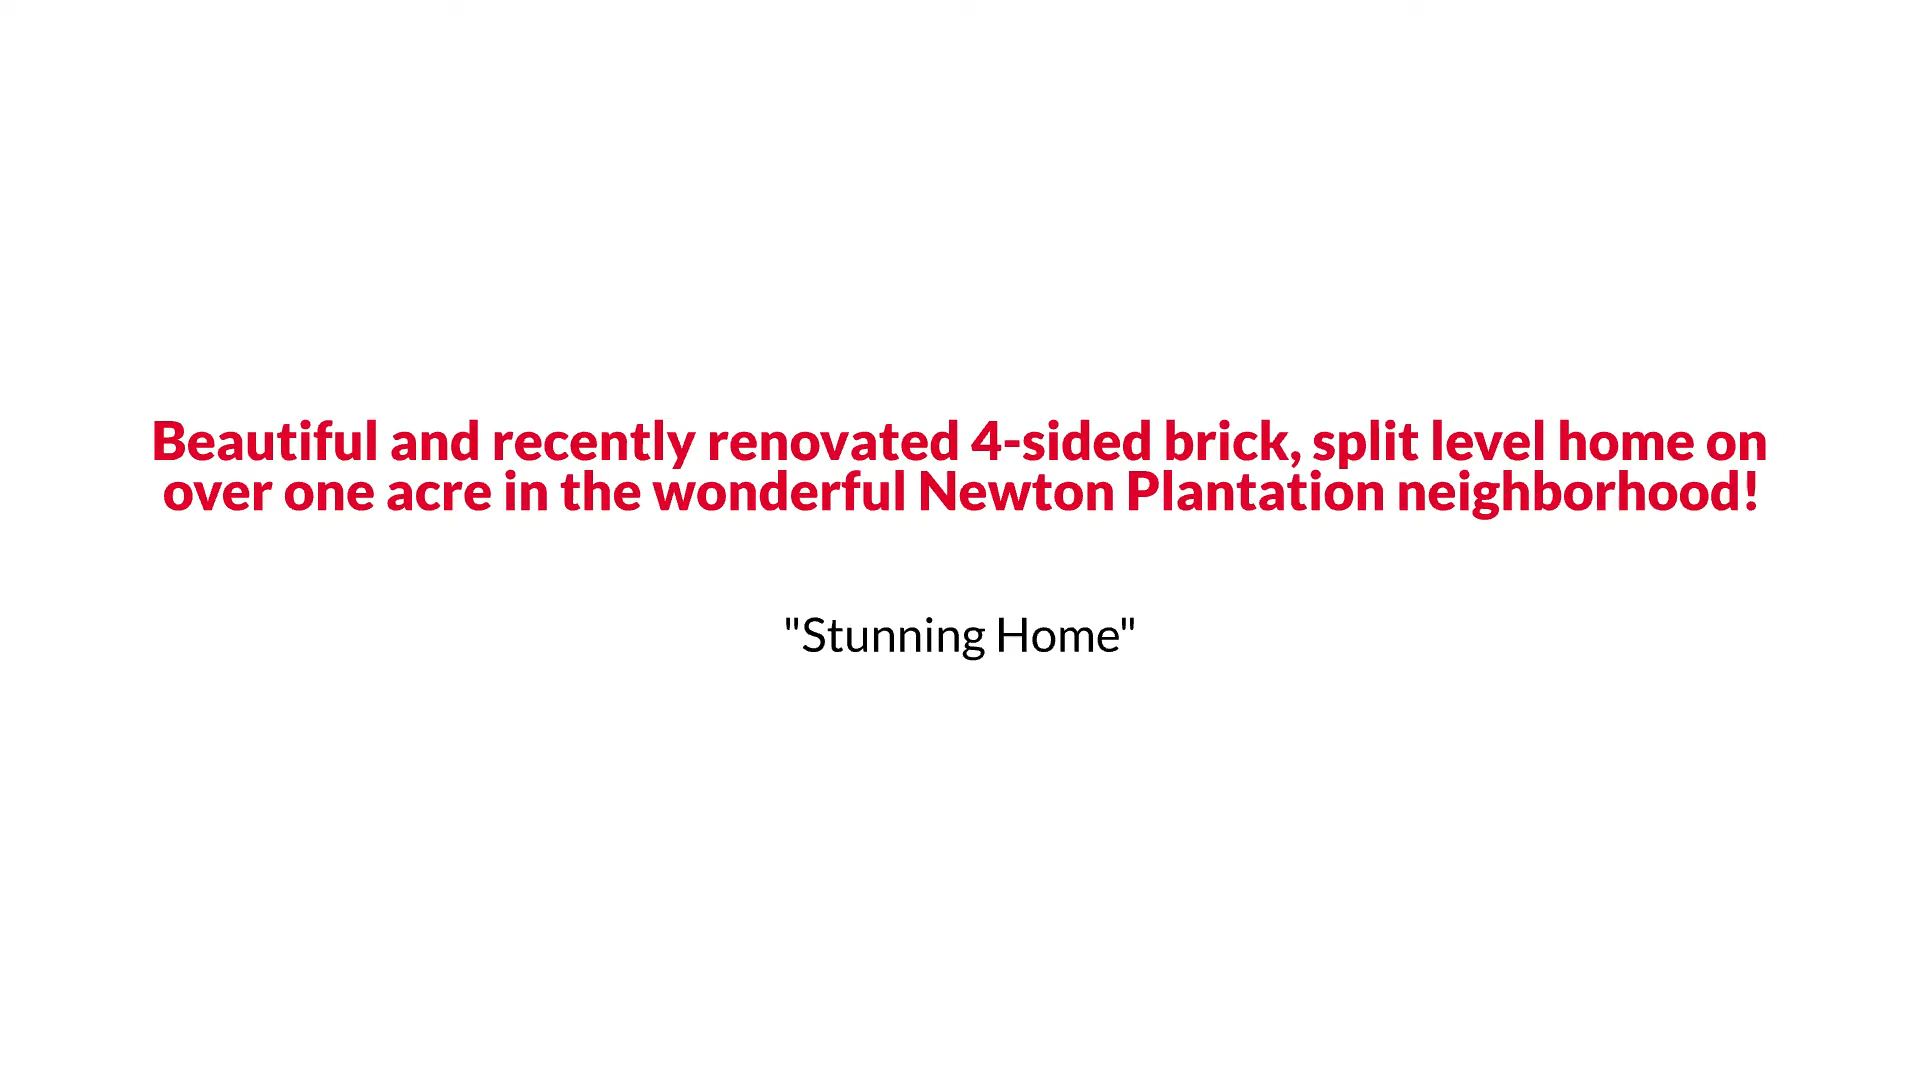 Beautiful and recently renovated 4-sided brick, split level home on
over one acre in the wonderful Newton Plantation neighborhood!
"Stunning Home"